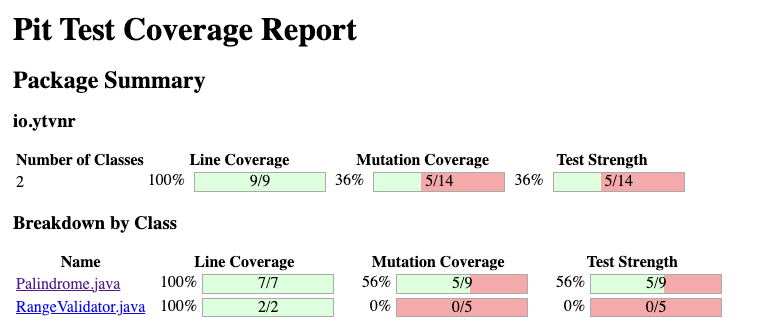 Pit Test Coverage Report
Package Summary
io.ytvnr
Number of Classes Line Coverage Mutation Coverage Test Strength
2 100% 9/9 36% 5/14 36% 5/14
Breakdown by Class
Name Line Coverage Mutation Coverage Test Strength
Palindrome.java 100% 7/7 56% 5/9 56% 5/9
RangeValidator.java 100% 2/2 0% 0/5 0% 0/5